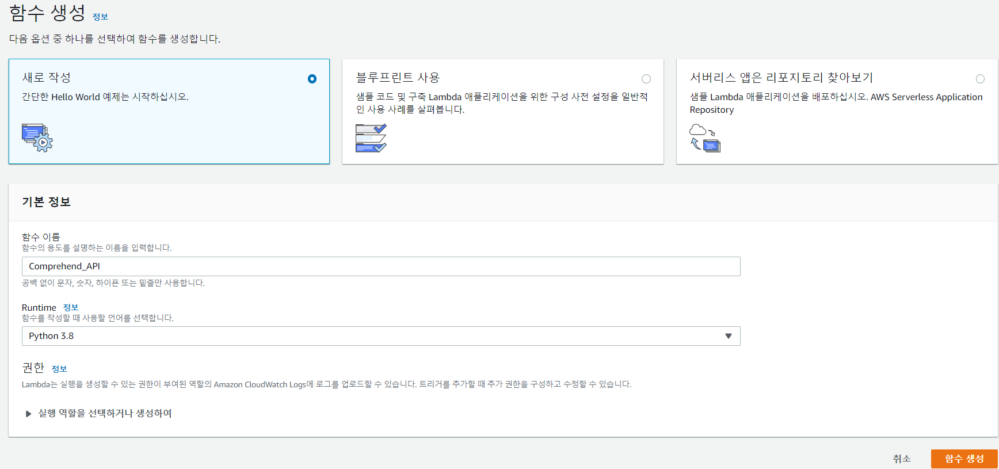 함수 생성 정보
다음 옵션 중 하나를 선택하여 함수를 생성합니다.
새로 작성
간단한 Hello World 예제는 시작하십시오.
블루프린트 사용
샘플 코드 및 구축 Lambda 애플리케이션을 위한 구성 사전 설정을 일반적
인 사용 사례를 살펴봅니다.
서버리스 앱은 리포지토리 찾아보기
샘플 Lambda 애플리케이션을 배포하십시오. AWS Serverless Application
Repository
기본 정보
함수 이름
함수의 용도를 설명하는 이름을 입력합니다.
Comprehend_API
공백 없이 문자, 숫자, 하이픈 또는 밑줄만 사용합니다.
Runtime 정보
함수를 작성할 때 사용할 언어를 선택합니다.
Python 3.8
권한 정보
Lambda는 실행을 생성할 수 있는 권한이 부여된 역할의 Amazon CloudWatch Logs에 로그를 업로드할 수 있습니다. 트리거를 추가할 때 추가 권한을 구성하고 수정할 수 있습니다.
실행 역할을 선택하거나 생성하여
취소
함수 생성